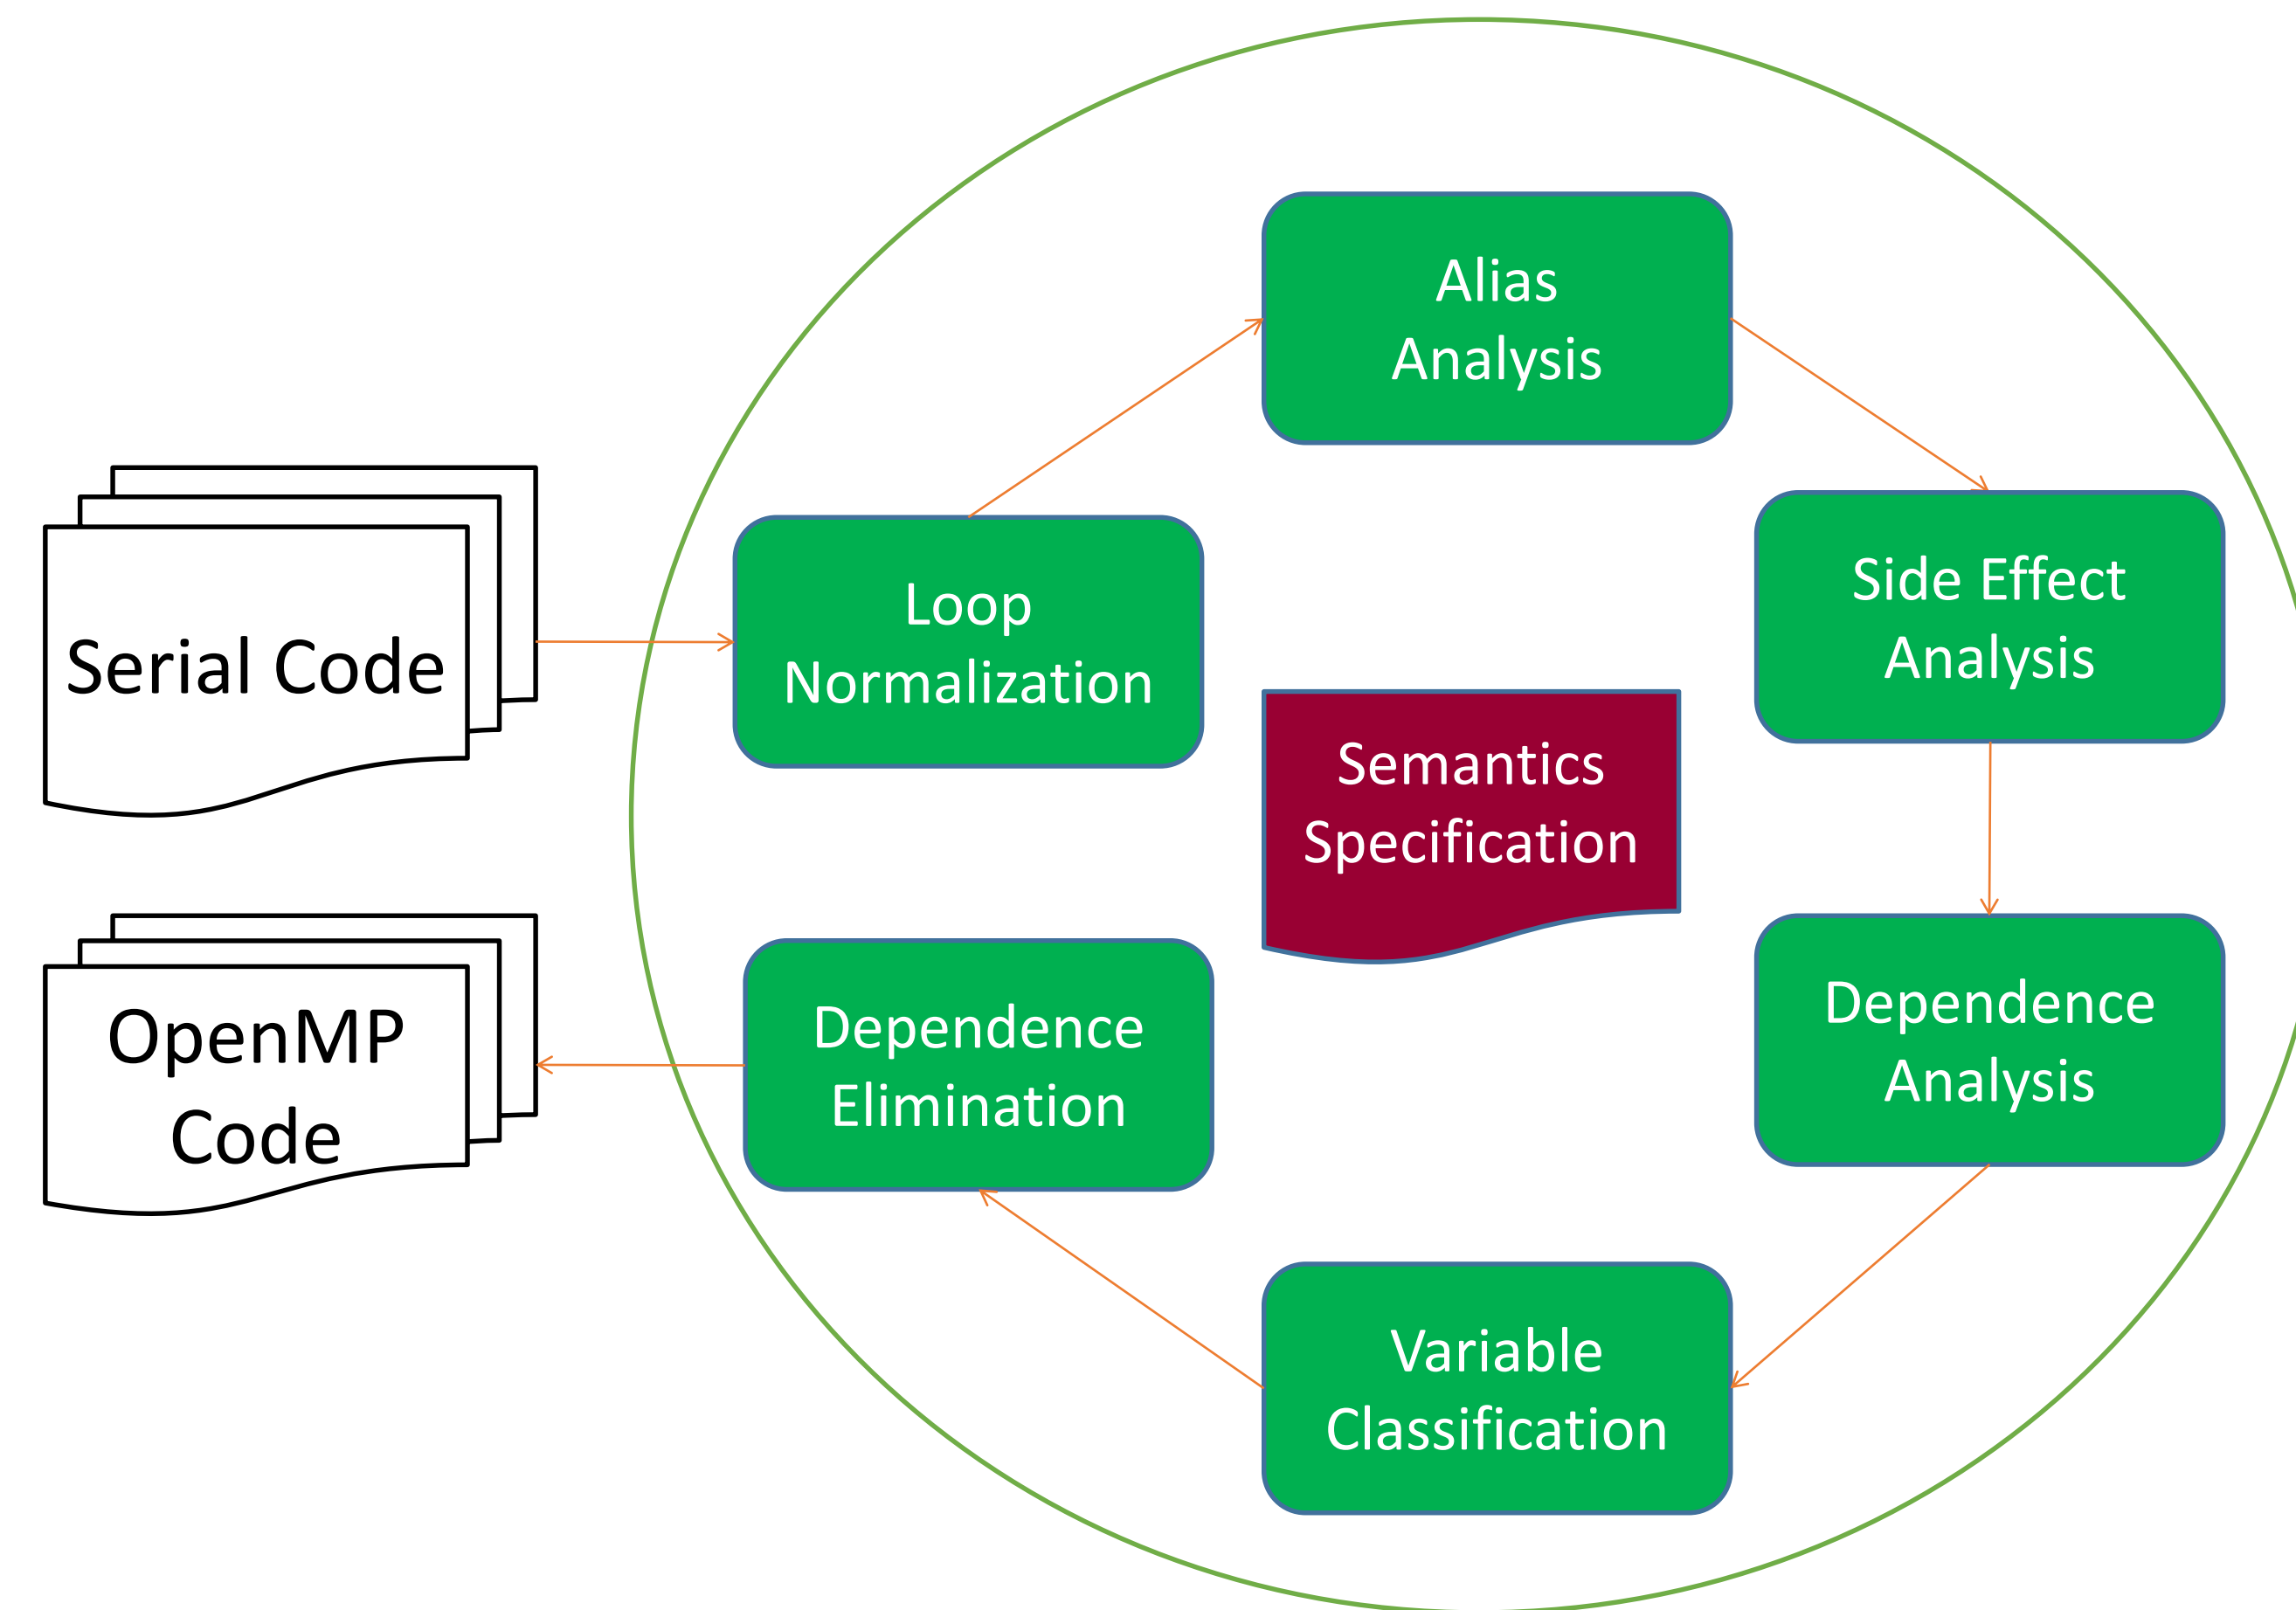 Serial Code
Loop
Normalization
Alias
Analysis
Side Effect
Analysis
Semantics
Specification
Dependence
Analysis
Variable
Classification
Dependence
Elimination
OpenMP
Code